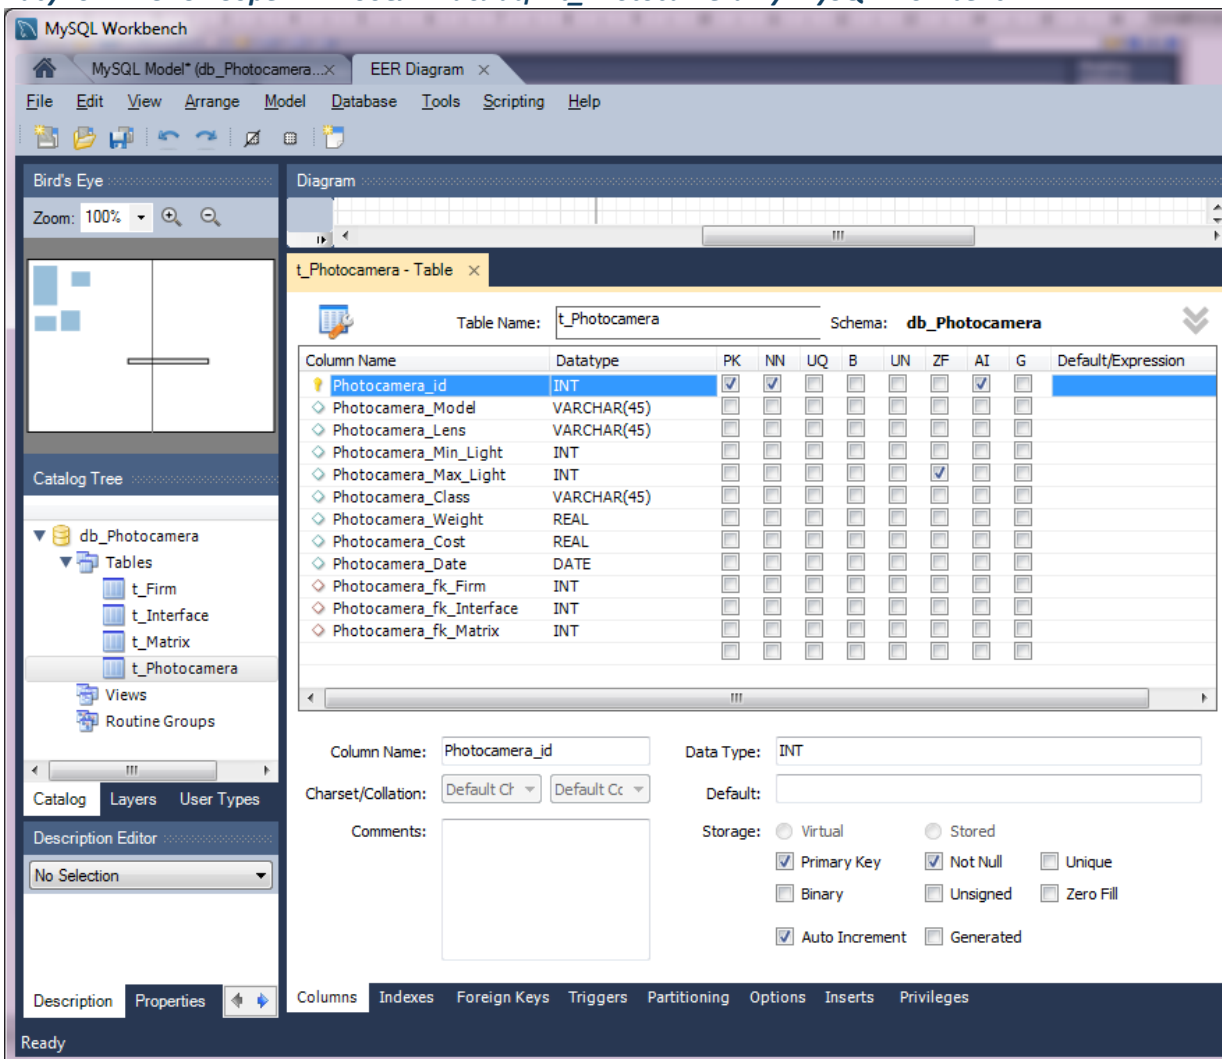 MySQL Workbench
MySQL Model* (db_Photocamera...× EER Diagram ×
File Edit View Arrange Model Database Tools Scripting Help
Bird's Eye
Zoom: 100%
Diagram
t_Photocamera - Table ×
Table Name: t_Photocamera Schema: db_Photocamera
Column Name Datatype PK NN UQ B UN ZF AI G Default/Expression
Photocamera_id INT
Photocamera_Model VARCHAR(45)
Photocamera_Lens VARCHAR(45)
Photocamera_Min_Light INT
Photocamera_Max_Light INT
Photocamera_Class VARCHAR(45)
Photocamera_Weight REAL
Photocamera_Cost REAL
Photocamera_Date DATE
Photocamera_fk_Firm INT
Photocamera_fk_Interface INT
Photocamera_fk_Matrix INT
Catalog Tree
db_Photocamera
Tables
t_Firm
t_Interface
t_Matrix
t_Photocamera
Views
Routine Groups
Catalog Layers User Types
Description Editor
No Selection
Description Properties
Column Name: Photocamera_id Data Type: INT
Charset/Collation: Default Ch Default Cc Default:
Comments: Storage: Virtual Stored
Primary Key Not Null Unique
Binary Unsigned Zero Fill
Auto Increment Generated
Columns Indexes Foreign Keys Triggers Partitioning Options Inserts Privileges
Ready